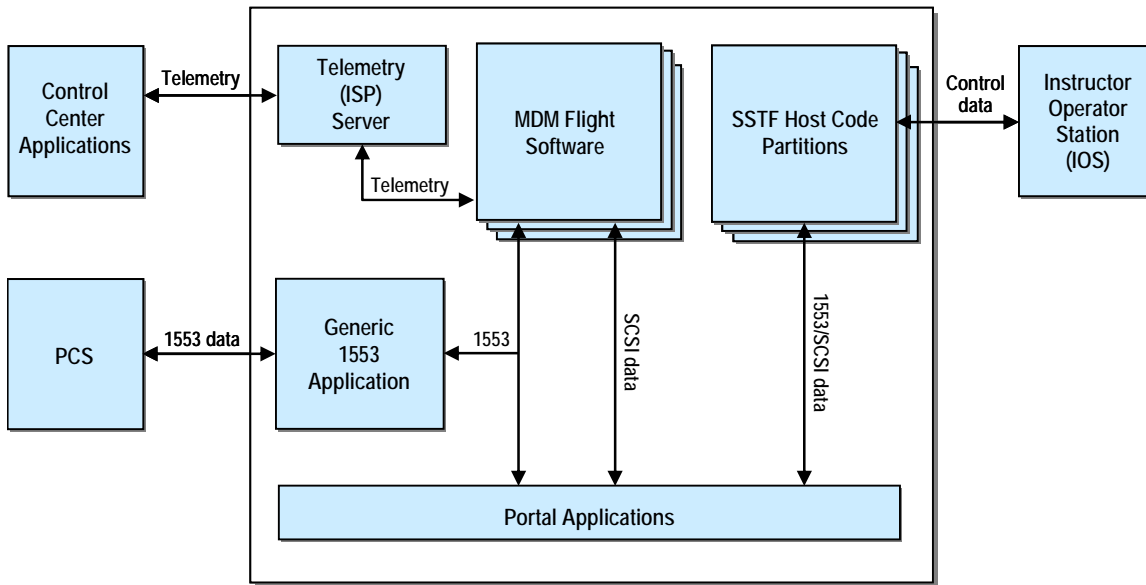 Control
Center
Applications
Telemetry
Telemetry
(ISP)
Server
Telemetry
MDM Flight
Software
SSTF Host Code
Partitions
Control
data
Instructor
Operator
Station
(IOS)
PCS
1553 data
Generic
1553
Application
1553
SCSI data
1553/SCSI data
Portal Applications